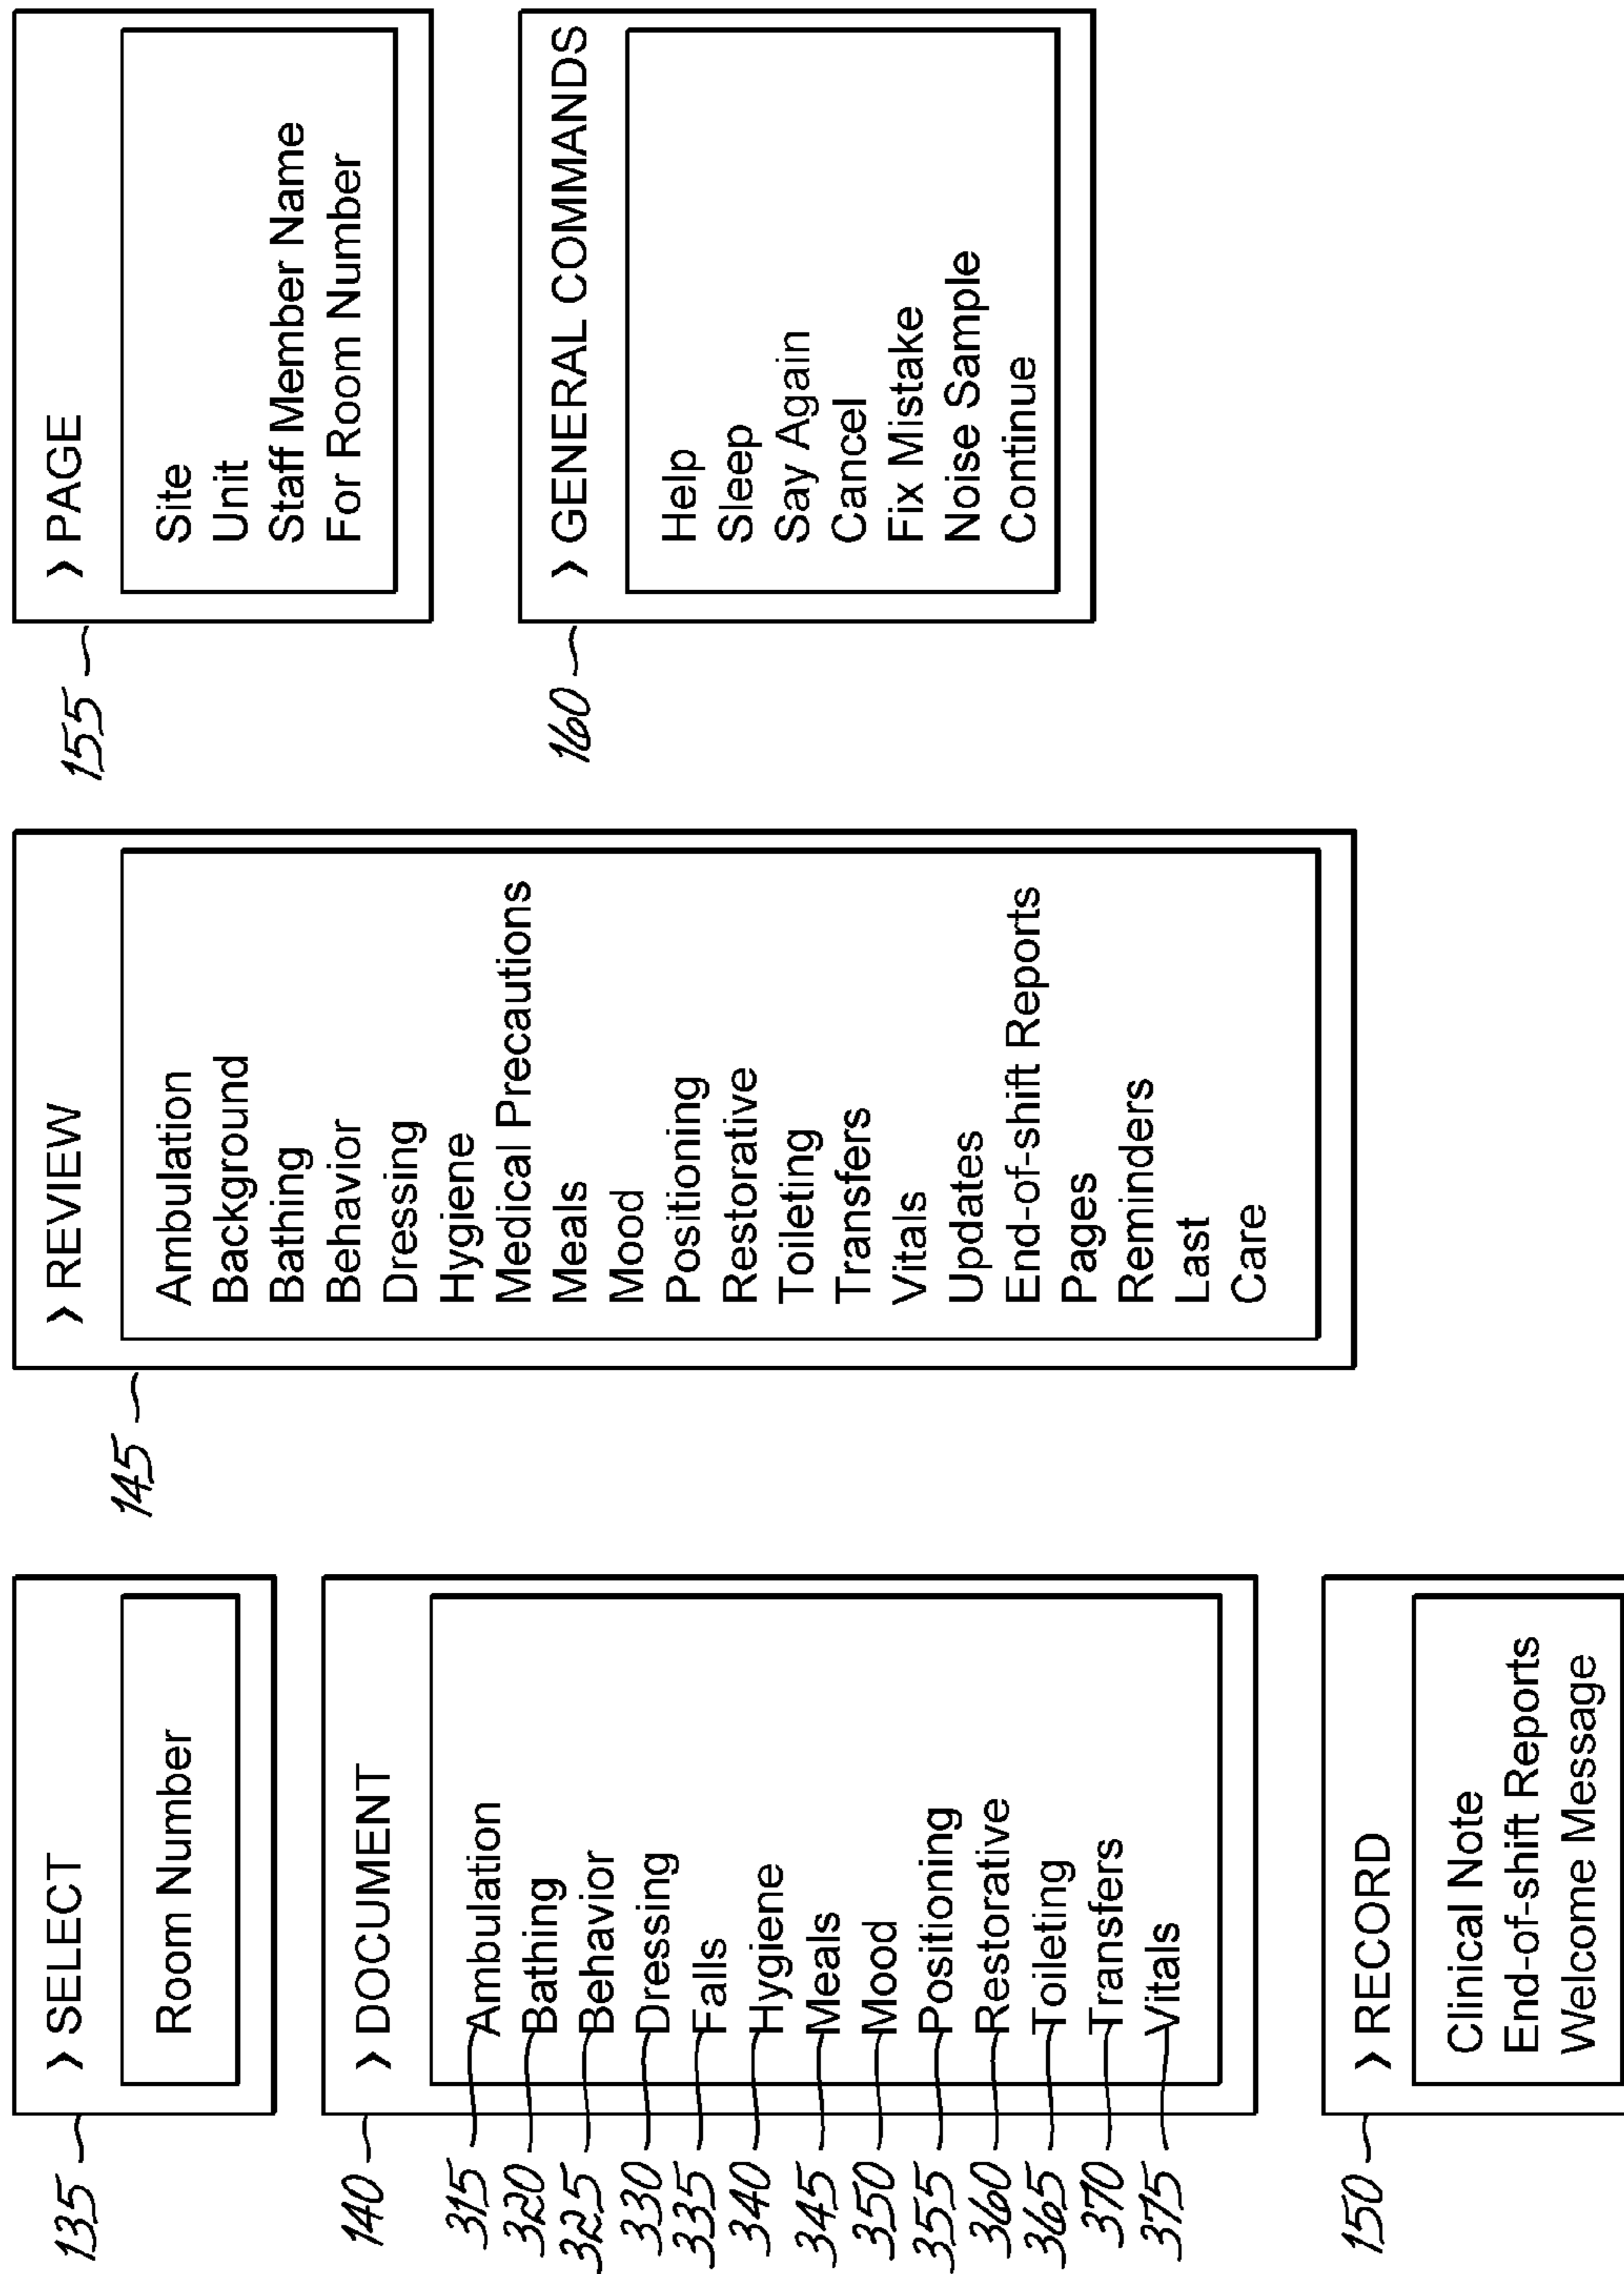 135
❯ SELECT
Room Number
140
❯ DOCUMENT
315 Ambulation
320 Bathing
325 Behavior
330 Dressing
335 Falls
340 Hygiene
345 Meals
350 Mood
355 Positioning
360 Restorative
365 Toileting
370 Transfers
375 Vitals
150
❯ RECORD
Clinical Note
End-of-shift Reports
Welcome Message
145
❯ REVIEW
Ambulation
Background
Bathing
Behavior
Dressing
Hygiene
Medical Precautions
Meals
Mood
Positioning
Restorative
Toileting
Transfers
Vitals
Updates
End-of-shift Reports
Pages
Reminders
Last
Care
155
❯ PAGE
Site
Unit
Staff Member Name
For Room Number
160
❯ GENERAL COMMANDS
Help
Sleep
Say Again
Cancel
Fix Mistake
Noise Sample
Continue